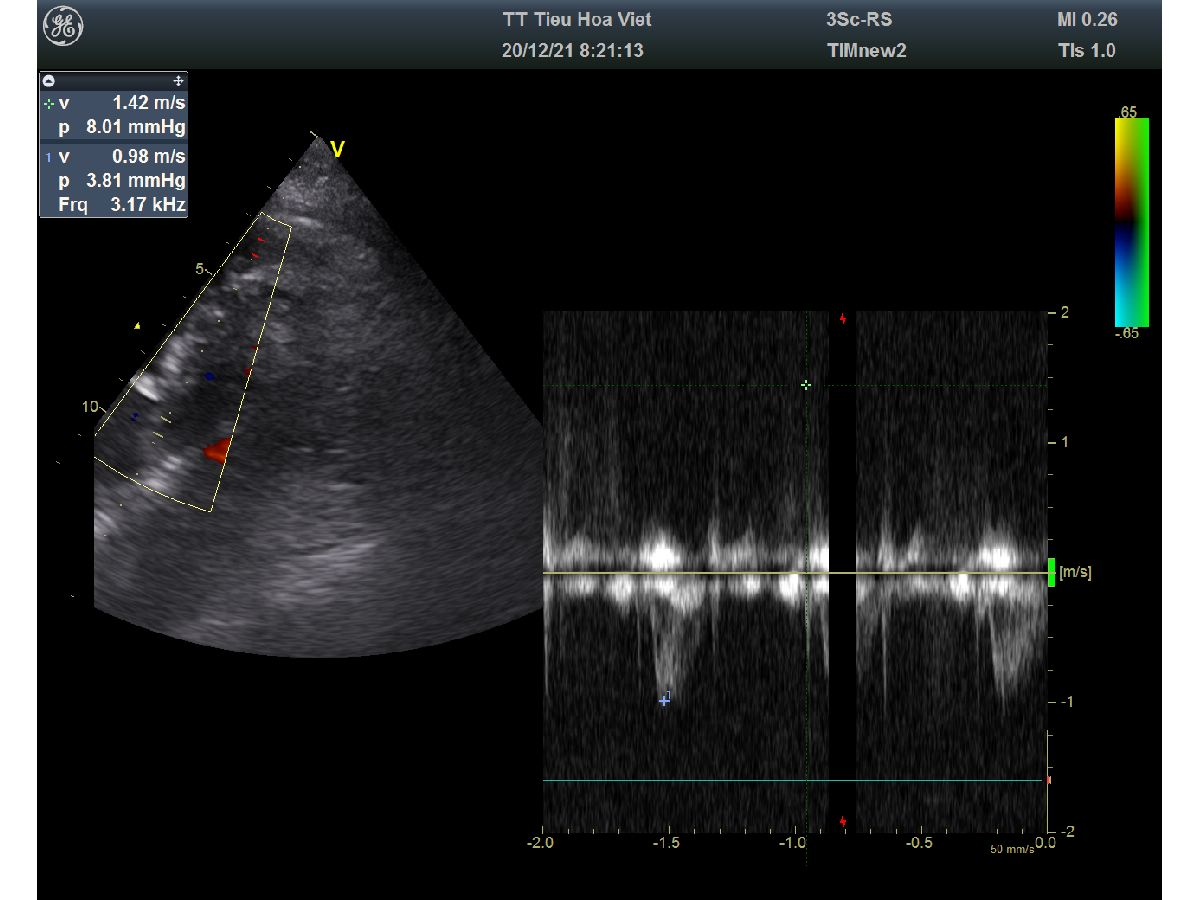 TT Tieu Hoa Viet 3Sc-RS MI 0.26
20/12/21 8:21:13 TIMnew2 TIs 1.0
v 1.42 m/s
p 8.01 mmHg
1 v 0.98 m/s
p 3.81 mmHg
Frq 3.17 kHz
V
.65
-.65
5
10
2
1
[m/s]
1
-1
-2
-2.0 -1.5 -1.0 -0.5 0.0
50 mm/s